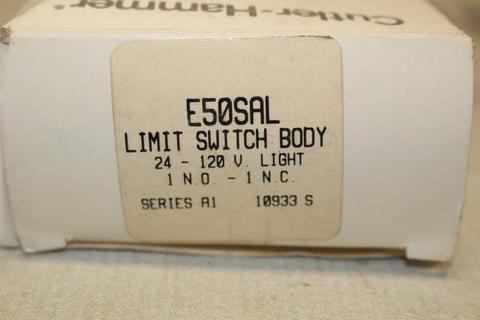 Cutler-Hammer
E50SAL
LIMIT SWITCH BODY
24 - 120 V. LIGHT
1 N.O. - 1 N.C.
SERIES A1 10933 S